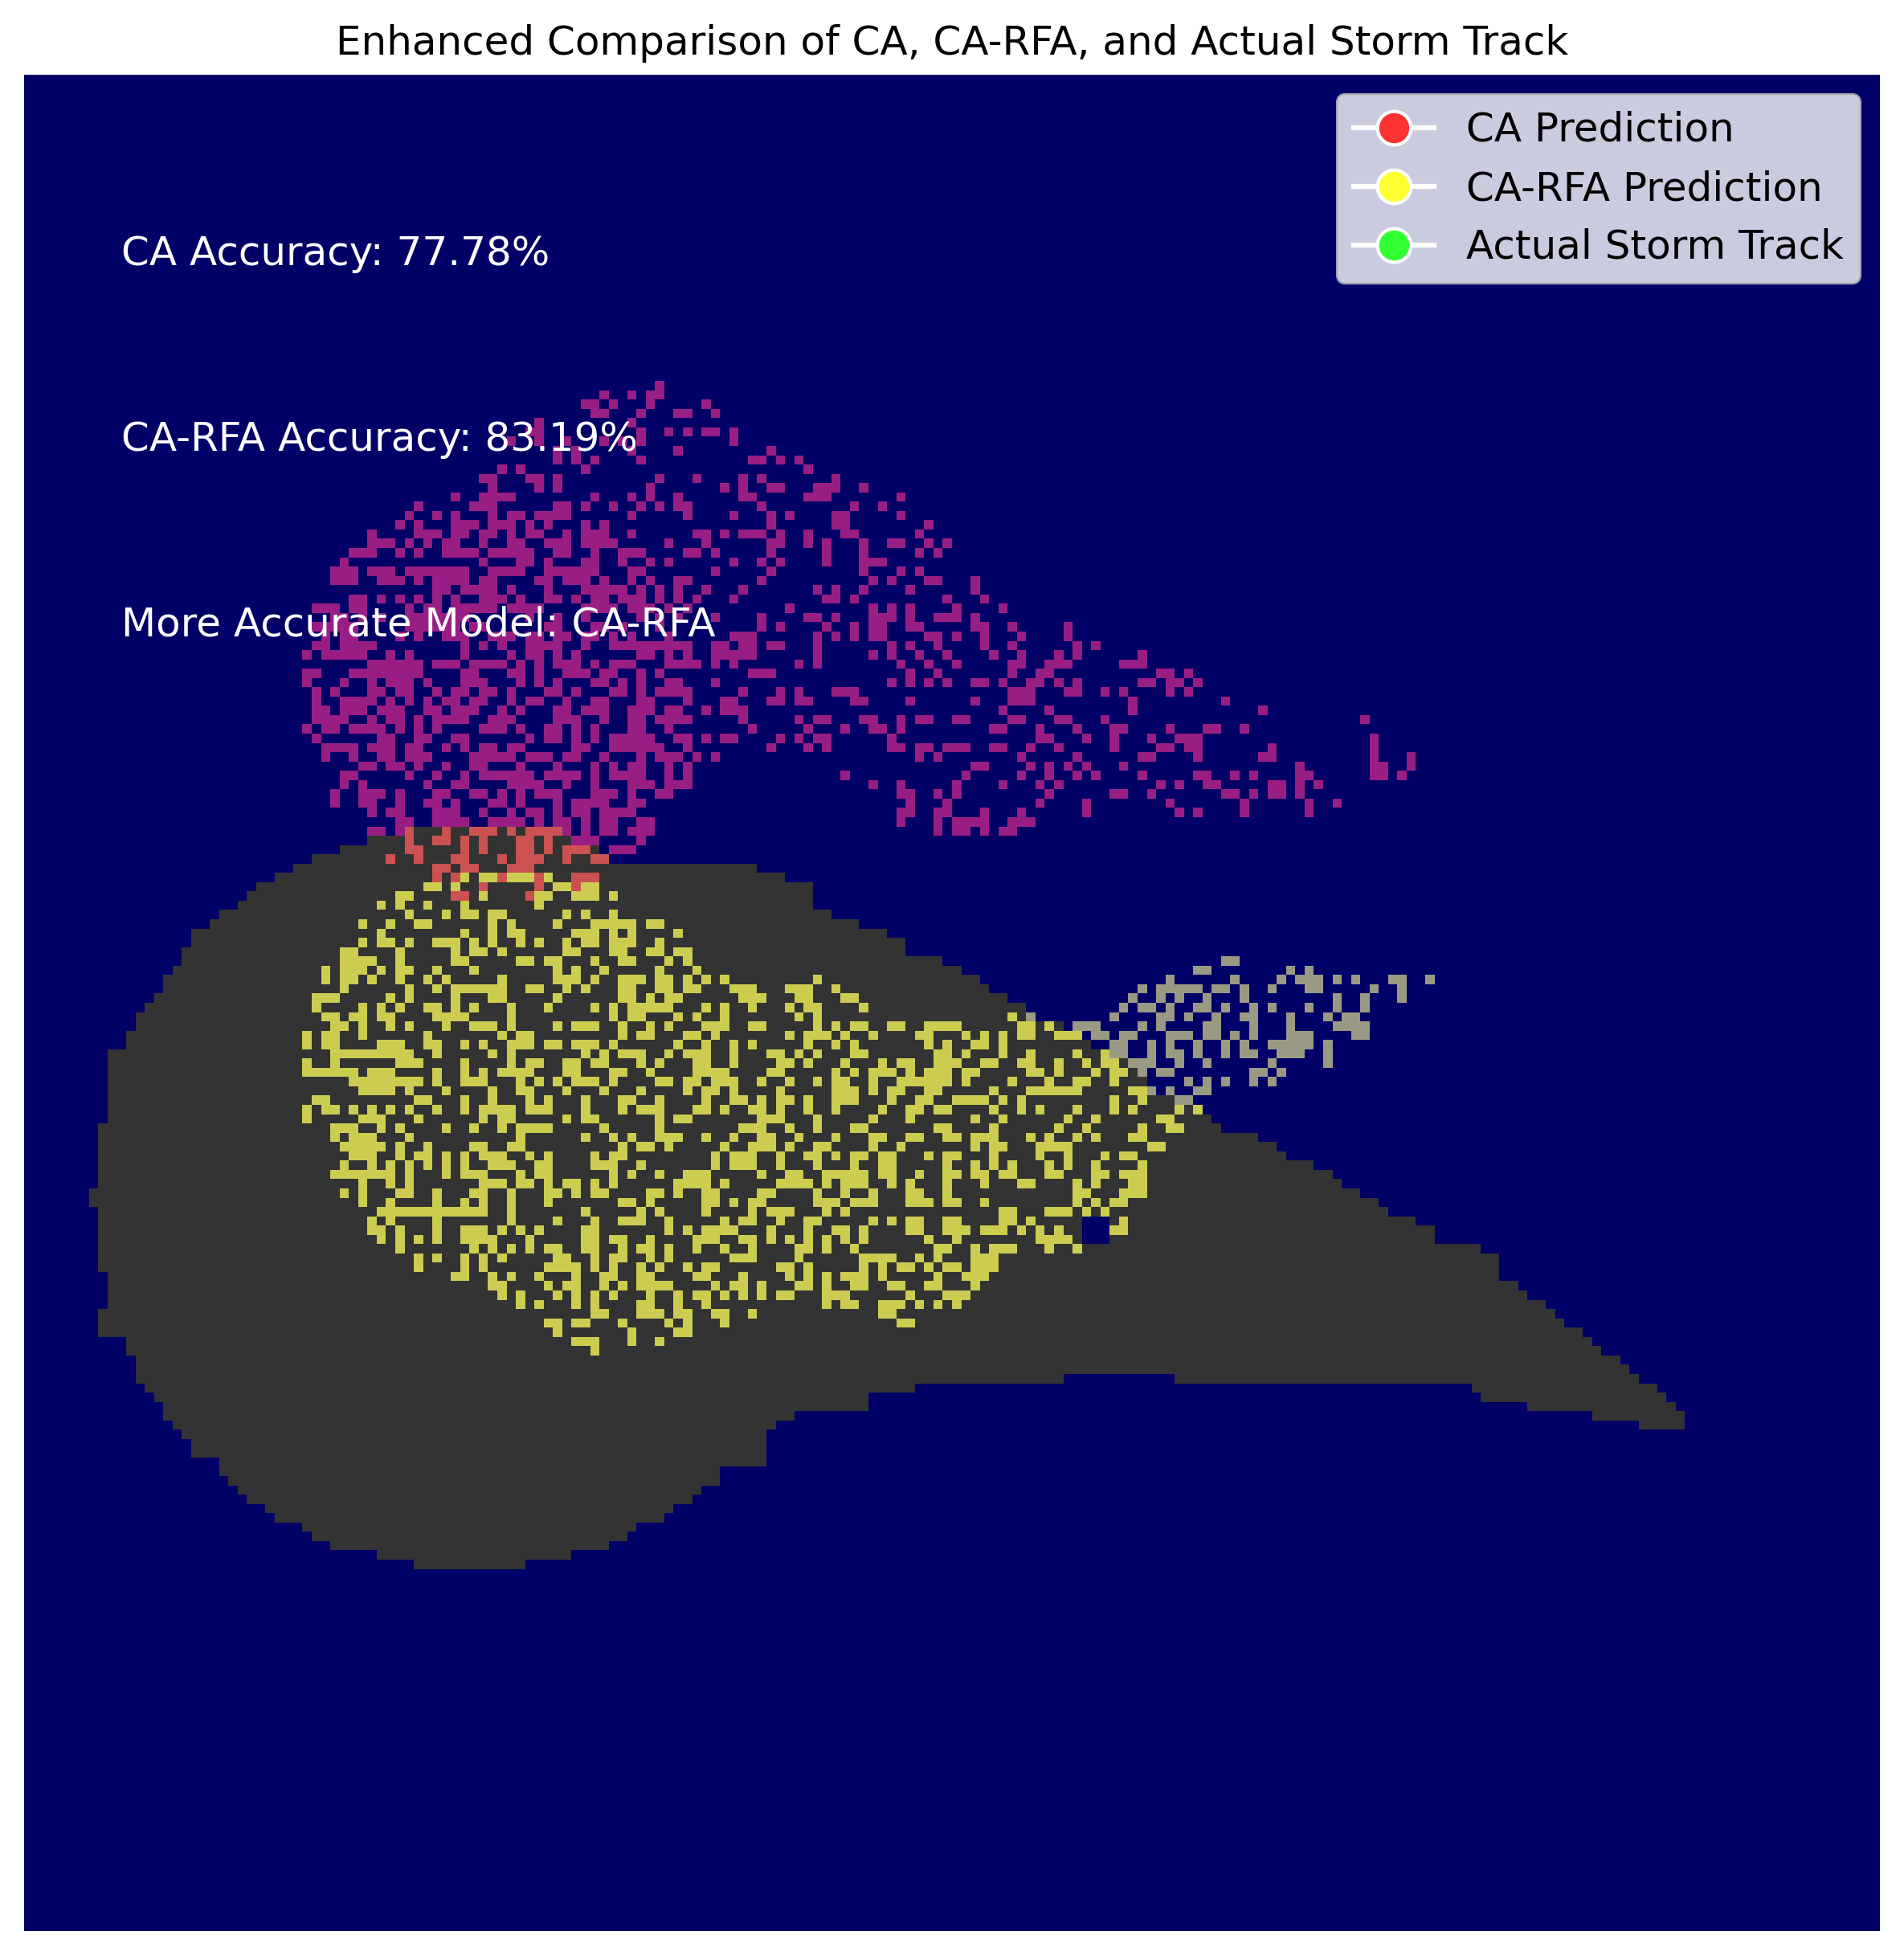 Enhanced Comparison of CA, CA-RFA, and Actual Storm Track
CA Prediction
CA-RFA Prediction
Actual Storm Track
CA Accuracy: 77.78%
CA-RFA Accuracy: 83.19%
More Accurate Model: CA-RFA